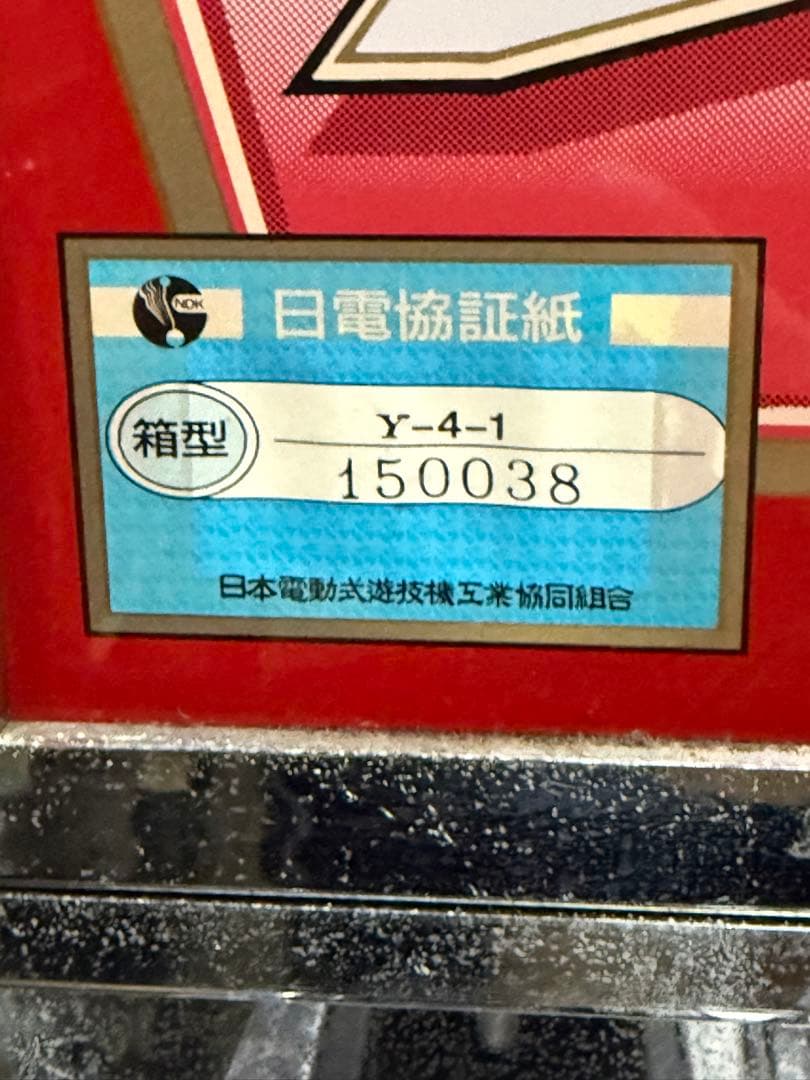 NDK
日電協証紙
箱型
Y-4-1
150038
日本電動式遊技機工業協同組合